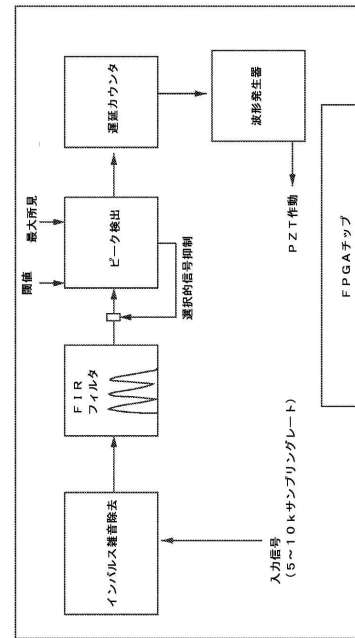 インパルス雑音除去
FIR
フィルタ
閾値
最大所見
ピーク検出
遅延カウンタ
選択的信号抑制
波形発生器
PZT作動
入力信号
(5～10kサンプリングレート)
FPGAチップ